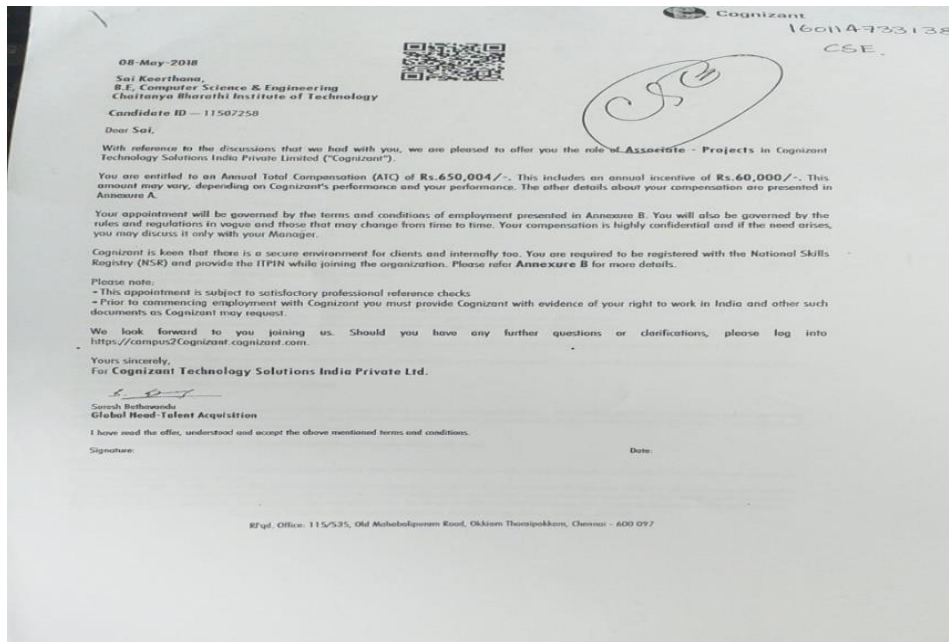 Cognizant
160114733138
CSE.
08-May-2018
Sai Keerthana,
B.E, Computer Science & Engineering
Chaitanya Bharathi Institute of Technology
Candidate ID — 11507258
Dear Sai,
With reference to the discussions that we had with you, we are pleased to offer you the role of Associate - Projects in Cognizant
Technology Solutions India Private Limited ("Cognizant").
You are entitled to an Annual Total Compensation (ATC) of Rs.650,004/-. This includes an annual incentive of Rs.60,000/-. This
amount may vary, depending on Cognizant's performance and your performance. The other details about your compensation are presented in
Annexure A.
Your appointment will be governed by the terms and conditions of employment presented in Annexure B. You will also be governed by the
rules and regulations in vogue and those that may change from time to time. Your compensation is highly confidential and if the need arises,
you may discuss it only with your Manager.
Cognizant is keen that there is a secure environment for clients and internally too. You are required to be registered with the National Skills
Registry (NSR) and provide the ITPIN while joining the organization. Please refer Annexure B for more details.
Please note:
- This appointment is subject to satisfactory professional reference checks
- Prior to commencing employment with Cognizant you must provide Cognizant with evidence of your right to work in India and other such
documents as Cognizant may request.
We look forward to you joining us. Should you have any further questions or clarifications, please log into
https://campus2Cognizant.cognizant.com.
Yours sincerely,
For Cognizant Technology Solutions India Private Ltd.
Suresh Bethavandu
Global Head-Talent Acquisition
I have read the offer, understood and accept the above mentioned terms and conditions.
Signature:
Date:
R'gd. Office: 115/535, Old Mahabalipuram Road, Okkiam Thoraipakkam, Chennai - 600 097